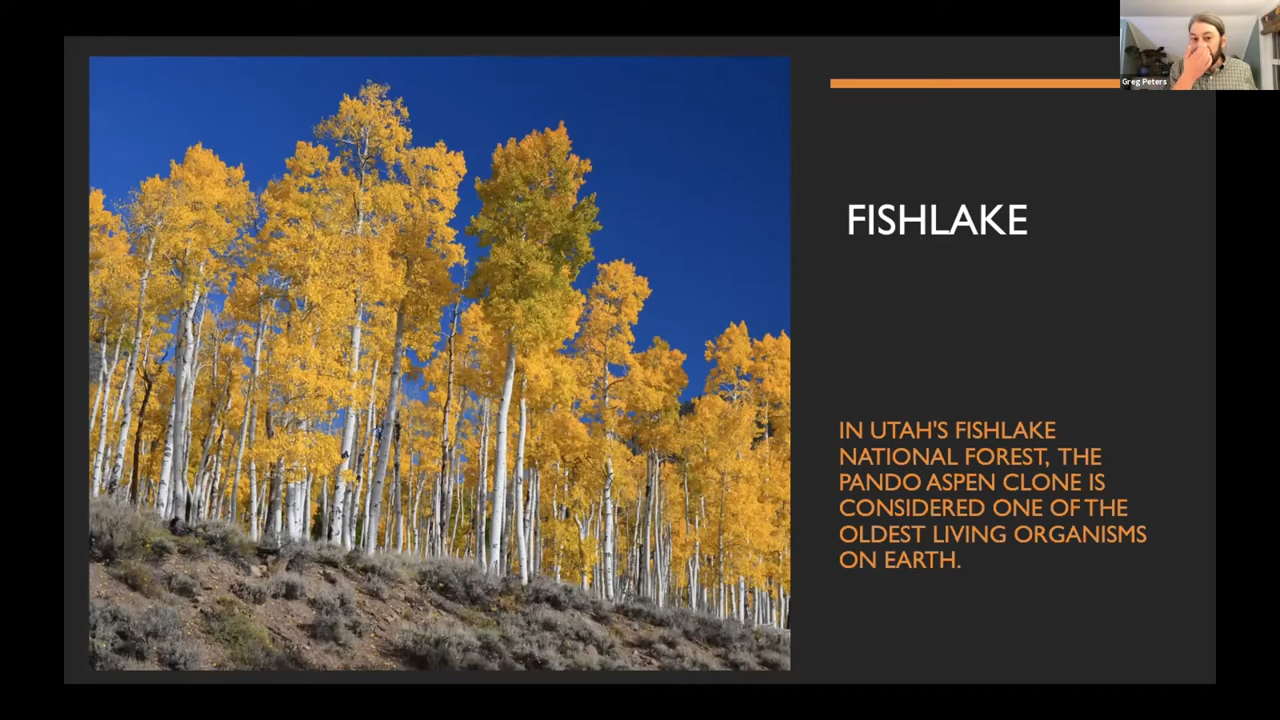 Greg Peters
FISHLAKE
IN UTAH'S FISHLAKE
NATIONAL FOREST, THE
PANDO ASPEN CLONE IS
CONSIDERED ONE OF THE
OLDEST LIVING ORGANISMS
ON EARTH.